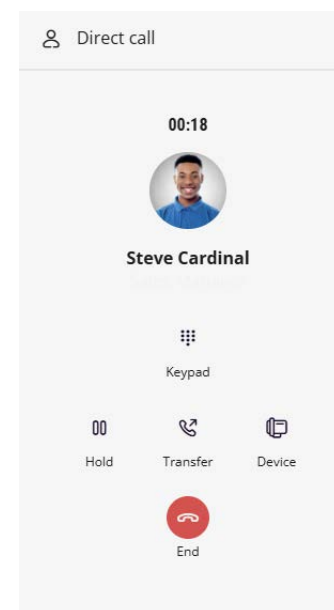 Direct call
00:18
Steve Cardinal
Keypad
Hold Transfer Device
End